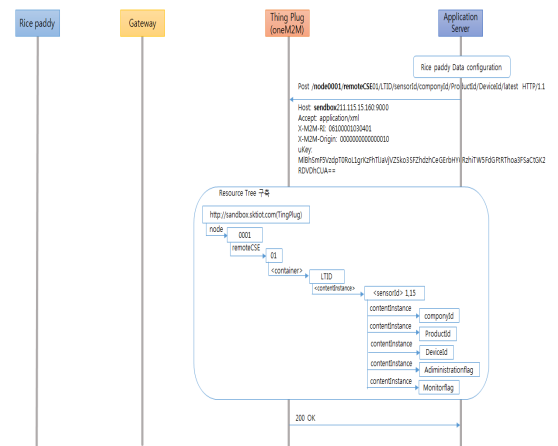 Rice paddy
Gateway
Thing Plug
(oneM2M)
Application
Server
Rice paddy Data configuration
Post /node0001/remoteCSE01/LTID/sensorId/componyId/ProductId/DeviceId/latest HTTP/1.1
Host: sandbox211.115.15.160:9000
Accept: application/xml
X-M2M-RI: 06100001030401
X-M2M-Origin: 0000000000000010
uKey:
RDVDhCUA==
Resource Tree 구축
http://sandbox.sktiot.com(TingPlug)
node
0001
remoteCSE
01
<container>
LTID
<contentInstance>
<sensorId> 1,15
contentInstance
componyId
contentInstance
ProductId
contentInstance
DeviceId
contentInstance
Administrationflag
contentInstance
Monitorflag
200 OK